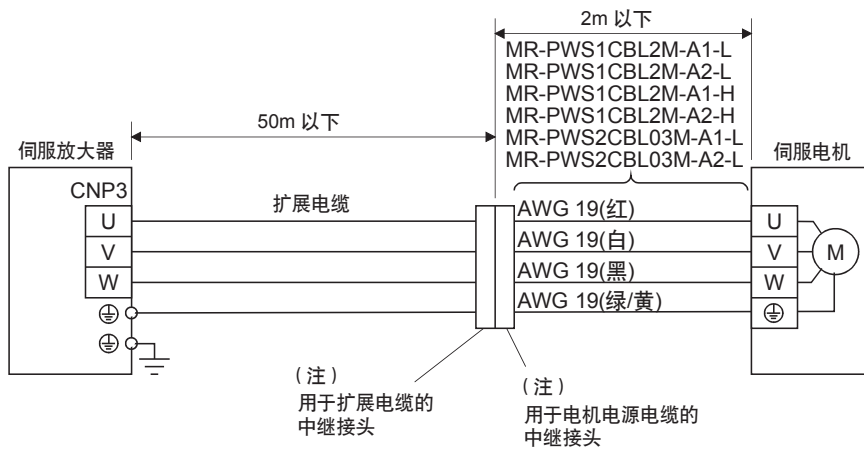 2m 以下
MR-PWS1CBL2M-A1-L
MR-PWS1CBL2M-A2-L
MR-PWS1CBL2M-A1-H
MR-PWS1CBL2M-A2-H
MR-PWS2CBL03M-A1-L
MR-PWS2CBL03M-A2-L
50m 以下
伺服放大器
伺服电机
CNP3
扩展电缆
U
V
W
AWG 19(红)
AWG 19(白)
AWG 19(黑)
AWG 19(绿/黄)
U
V
W
M
(注)
用于扩展电缆的
中继接头
(注)
用于电机电源电缆的
中继接头